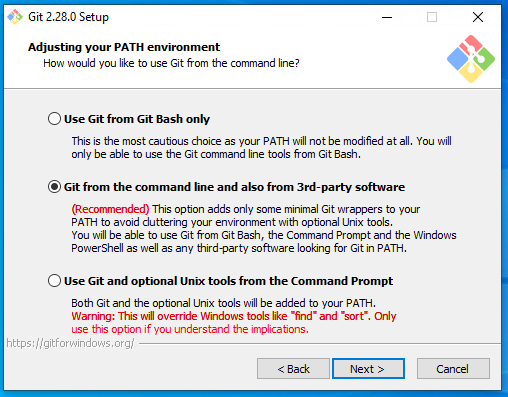 Git 2.28.0 Setup
Adjusting your PATH environment
How would you like to use Git from the command line?
Use Git from Git Bash only
This is the most cautious choice as your PATH will not be modified at all. You will
only be able to use the Git command line tools from Git Bash.
Git from the command line and also from 3rd-party software
(Recommended) This option adds only some minimal Git wrappers to your
PATH to avoid cluttering your environment with optional Unix tools.
You will be able to use Git from Git Bash, the Command Prompt and the Windows
PowerShell as well as any third-party software looking for Git in PATH.
Use Git and optional Unix tools from the Command Prompt
Both Git and the optional Unix tools will be added to your PATH.
Warning: This will override Windows tools like "find" and "sort". Only
use this option if you understand the implications.
https://gitforwindows.org/
< Back
Next >
Cancel